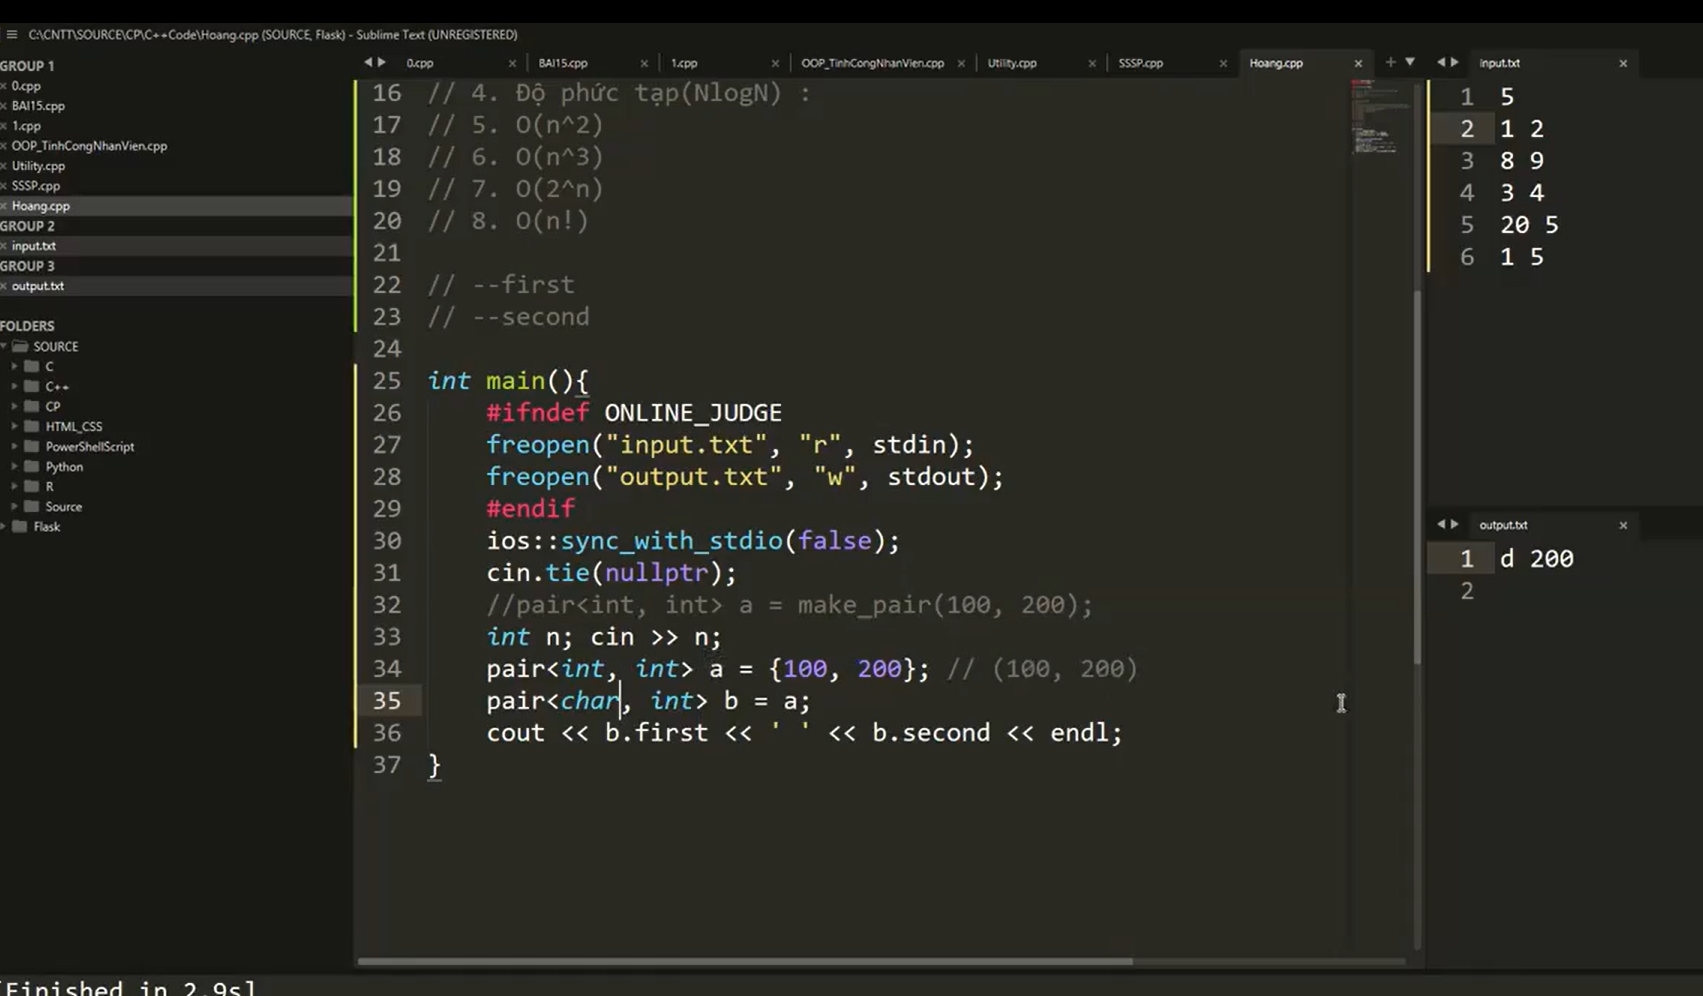 C:\CNTT\SOURCE\CP\C++Code\Hoang.cpp (SOURCE, Flask) - Sublime Text (UNREGISTERED)
GROUP 1
0.cpp
BAI15.cpp
1.cpp
OOP_TinhCongNhanVien.cpp
Utility.cpp
SSSP.cpp
Hoang.cpp
GROUP 2
input.txt
GROUP 3
output.txt
FOLDERS
SOURCE
C
C++
CP
HTML_CSS
PowerShellScript
Python
R
Source
Flask
0.cpp BAI15.cpp 1.cpp OOP_TinhCongNhanVien.cpp Utility.cpp SSSP.cpp Hoang.cpp
16 // 4. Độ phức tạp(NlogN) :
17 // 5. O(n^2)
18 // 6. O(n^3)
19 // 7. O(2^n)
20 // 8. O(n!)
21
22 // --first
23 // --second
24
25 int main(){
26 #ifndef ONLINE_JUDGE
27 freopen("input.txt", "r", stdin);
28 freopen("output.txt", "w", stdout);
29 #endif
30 ios::sync_with_stdio(false);
31 cin.tie(nullptr);
32 //pair<int, int> a = make_pair(100, 200);
33 int n; cin >> n;
34 pair<int, int> a = {100, 200}; // (100, 200)
35 pair<char, int> b = a;
36 cout << b.first << ' ' << b.second << endl;
37 }
input.txt
1 5
2 1 2
3 8 9
4 3 4
5 20 5
6 1 5
output.txt
1 d 200
2
[Finished in 2.9s]